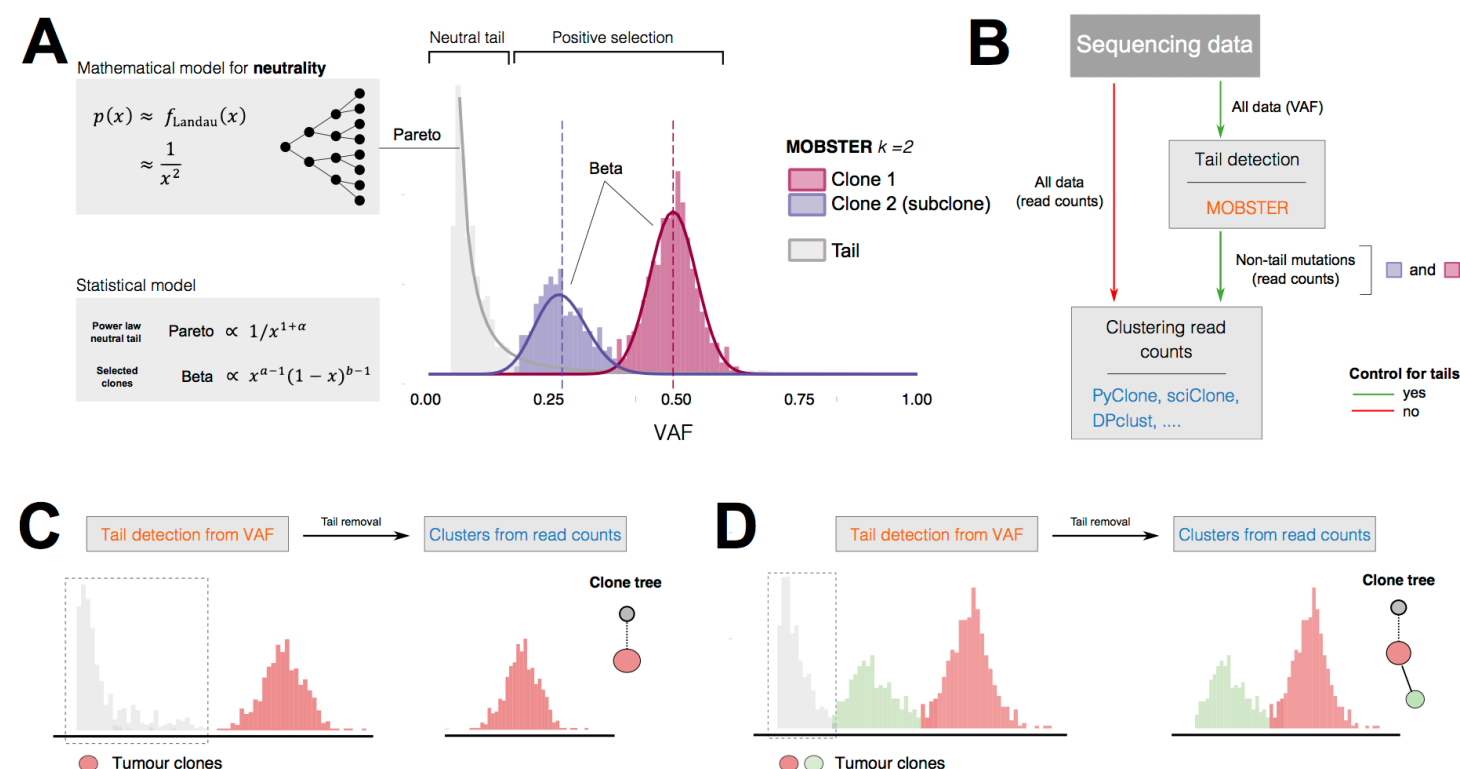 A
Neutral tail
Positive selection
Mathematical model for neutrality
p(x) ≈ f_Landau(x)
≈ 1/x²
Pareto
Beta
MOBSTER k =2
Clone 1
Clone 2 (subclone)
Tail
Statistical model
Power law
neutral tail
Pareto ∝ 1/x^{1+α}
Selected
clones
Beta ∝ x^{a−1}(1 − x)^{b−1}
0.00
0.25
0.50
0.75
1.00
VAF
B
Sequencing data
All data (VAF)
All data
(read counts)
Tail detection
MOBSTER
Non-tail mutations
(read counts)
and
Clustering read
counts
PyClone, sciClone,
DPclust, ....
Control for tails
yes
no
C
Tail detection from VAF
Tail removal
Clusters from read counts
Clone tree
Tumour clones
D
Tail detection from VAF
Tail removal
Clusters from read counts
Clone tree
Tumour clones